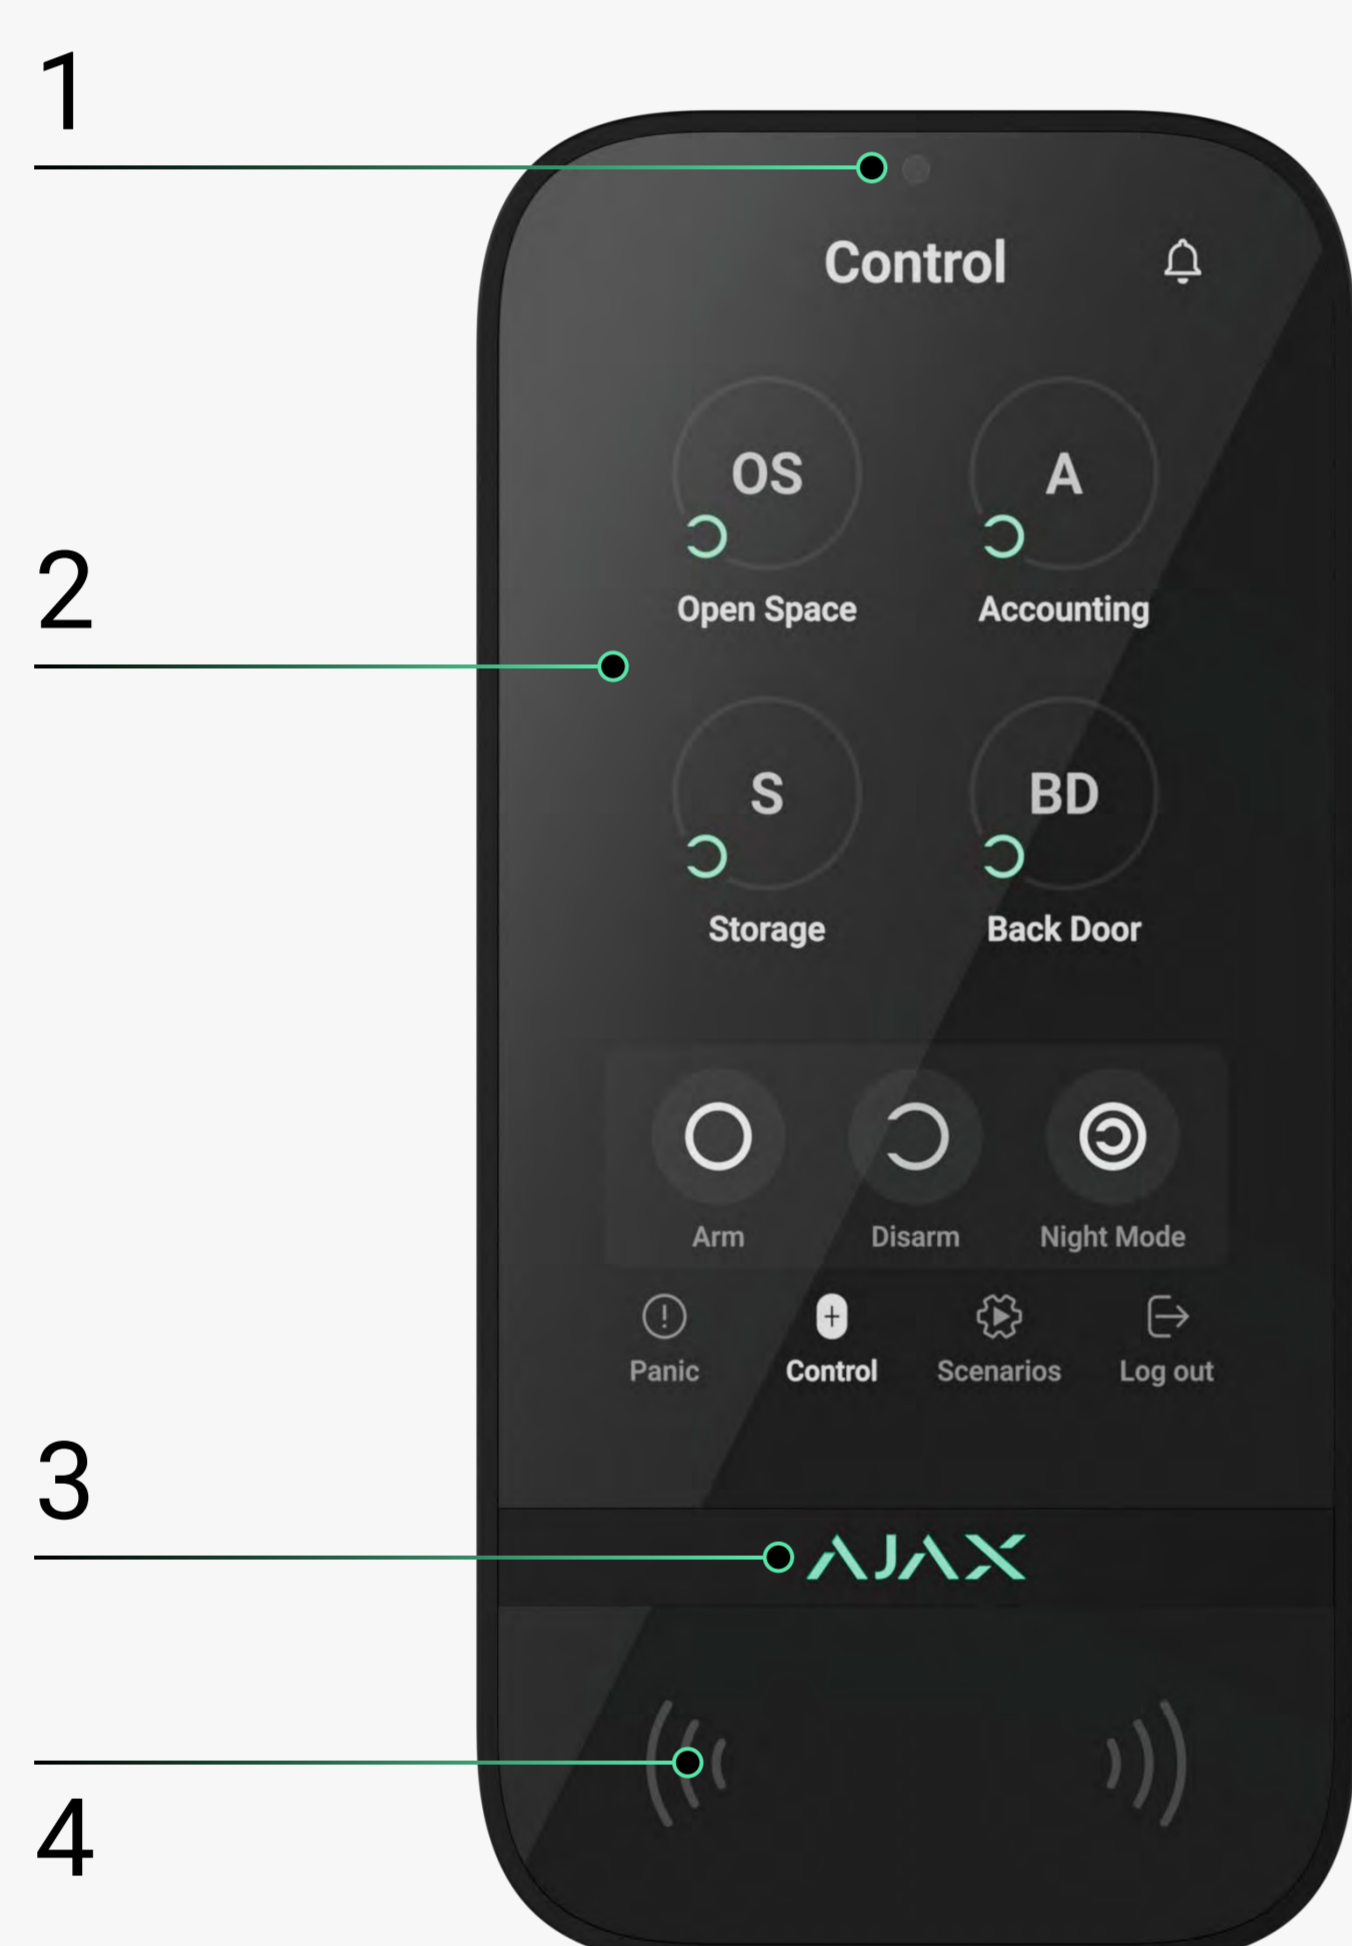 1
Control
OS A
Open Space Accounting
2
S BD
Storage Back Door
Arm Disarm Night Mode
Panic Control Scenarios Log out
3
AJAX
4